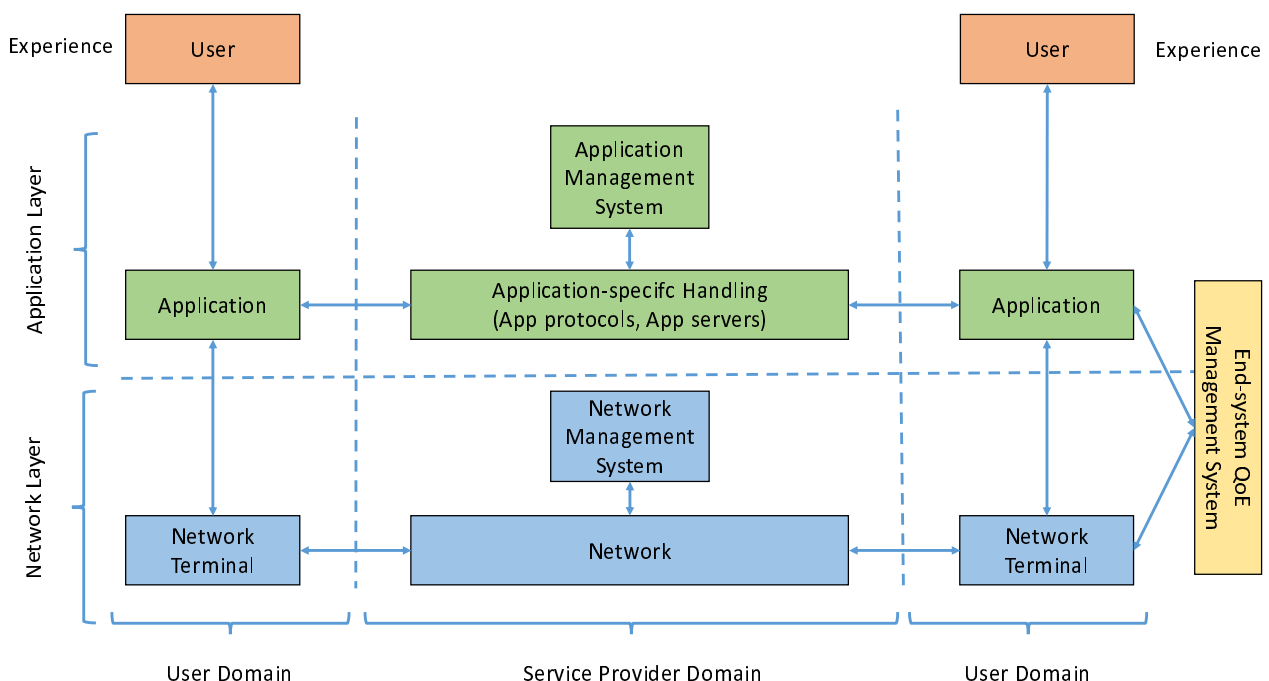 Experience
User
User
Experience
Application Layer
Application
Management
System
Application
Application-specifc Handling
(App protocols, App servers)
Application
End-system QoE
Management System
Network Layer
Network
Management
System
Network
Terminal
Network
Network
Terminal
User Domain
Service Provider Domain
User Domain